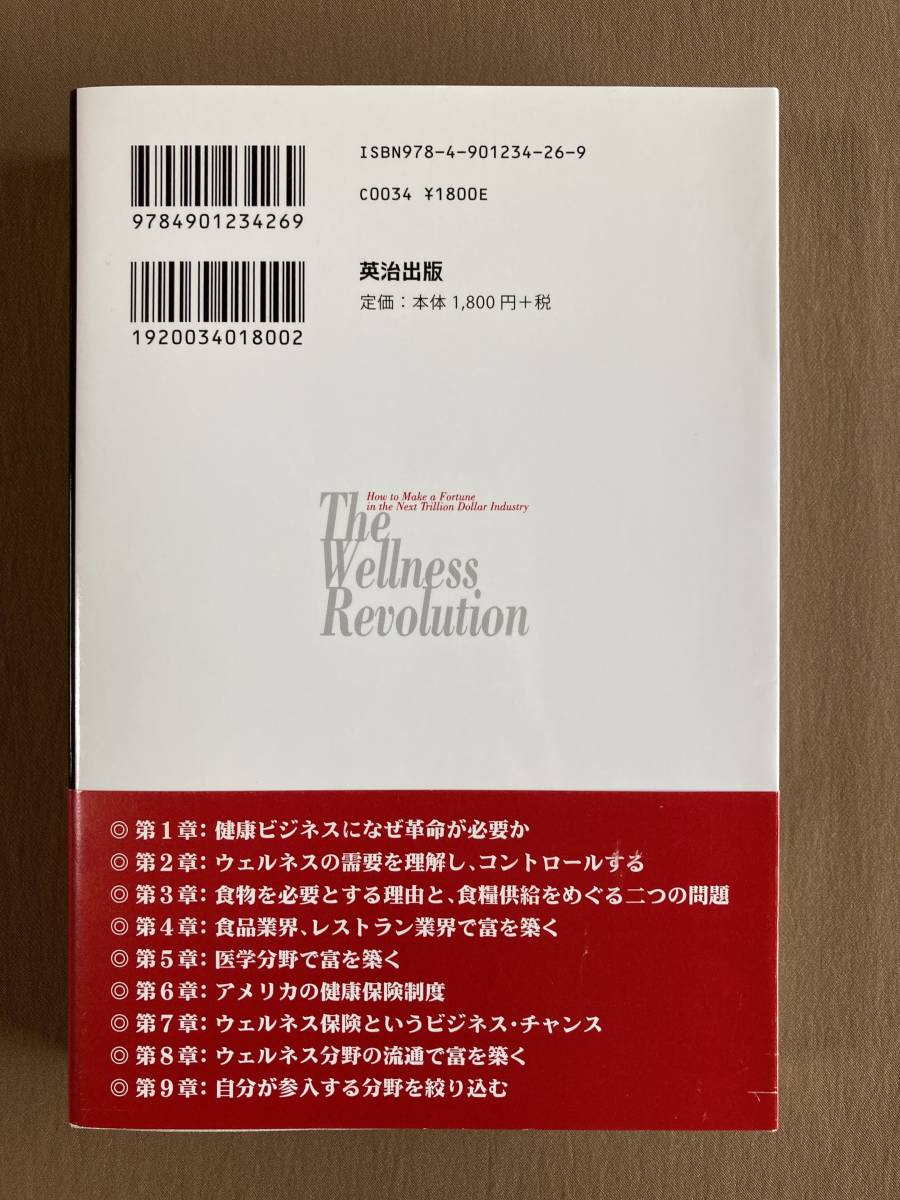 ISBN978-4-901234-26-9
9784901234269
C0034 ¥1800E
英治出版
定価：本体 1,800 円＋税
1920034018002
How to Make a Fortune
in the Next Trillion Dollar Industry
The
Wellness
Revolution
◎ 第1章：健康ビジネスになぜ革命が必要か
◎ 第2章：ウェルネスの需要を理解し、コントロールする
◎ 第3章：食物を必要とする理由と、食糧供給をめぐる二つの問題
◎ 第4章：食品業界、レストラン業界で富を築く
◎ 第5章：医学分野で富を築く
◎ 第6章：アメリカの健康保険制度
◎ 第7章：ウェルネス保険というビジネス・チャンス
◎ 第8章：ウェルネス分野の流通で富を築く
◎ 第9章：自分が参入する分野を絞り込む